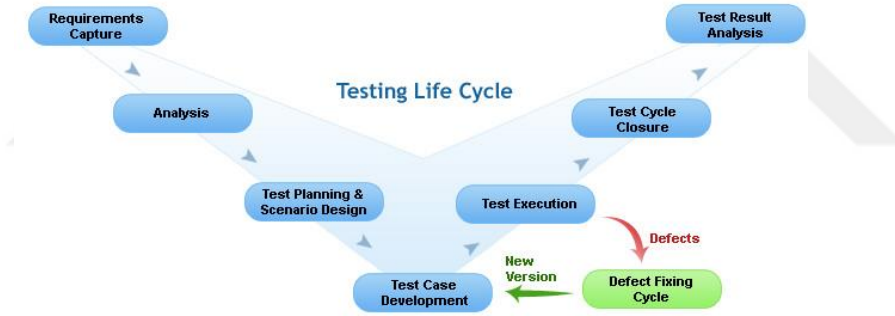 Requirements
Capture
Test Result
Analysis
Testing Life Cycle
Analysis
Test Cycle
Closure
Test Planning &
Scenario Design
Test Execution
Defects
New
Version
Test Case
Development
Defect Fixing
Cycle